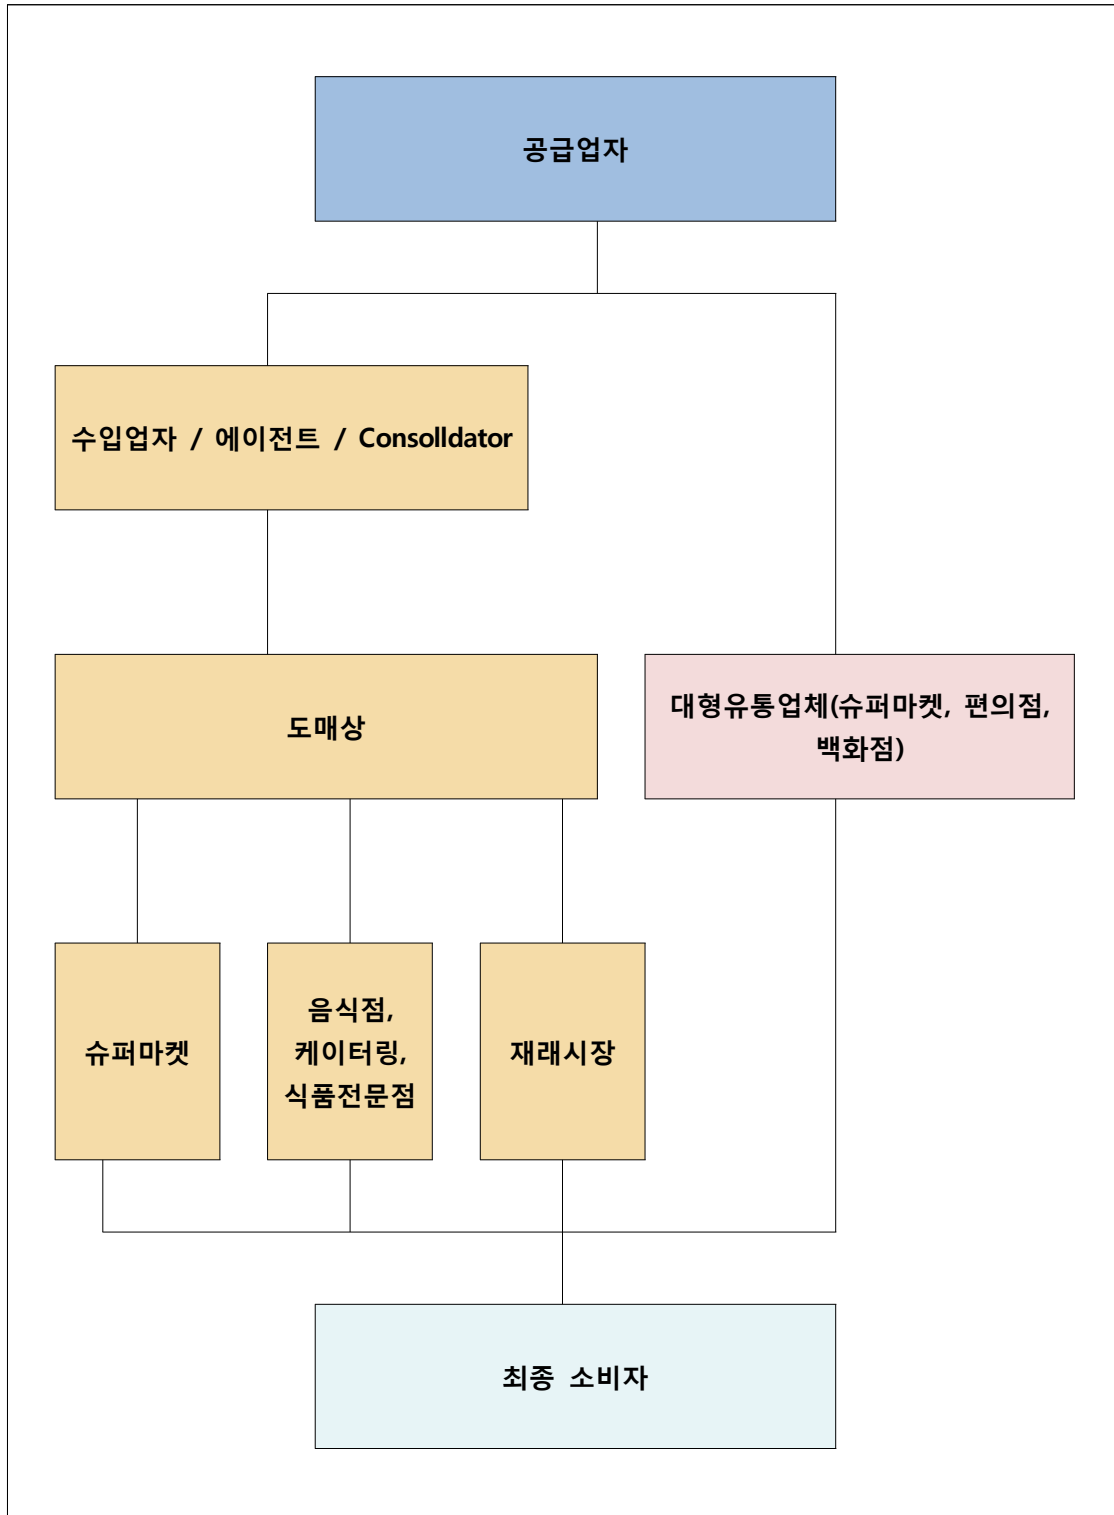 공급업자
수입업자 / 에이전트 / Consolldator
도매상
대형유통업체(슈퍼마켓, 편의점,
백화점)
슈퍼마켓
음식점,
케이터링,
식품전문점
재래시장
최종 소비자